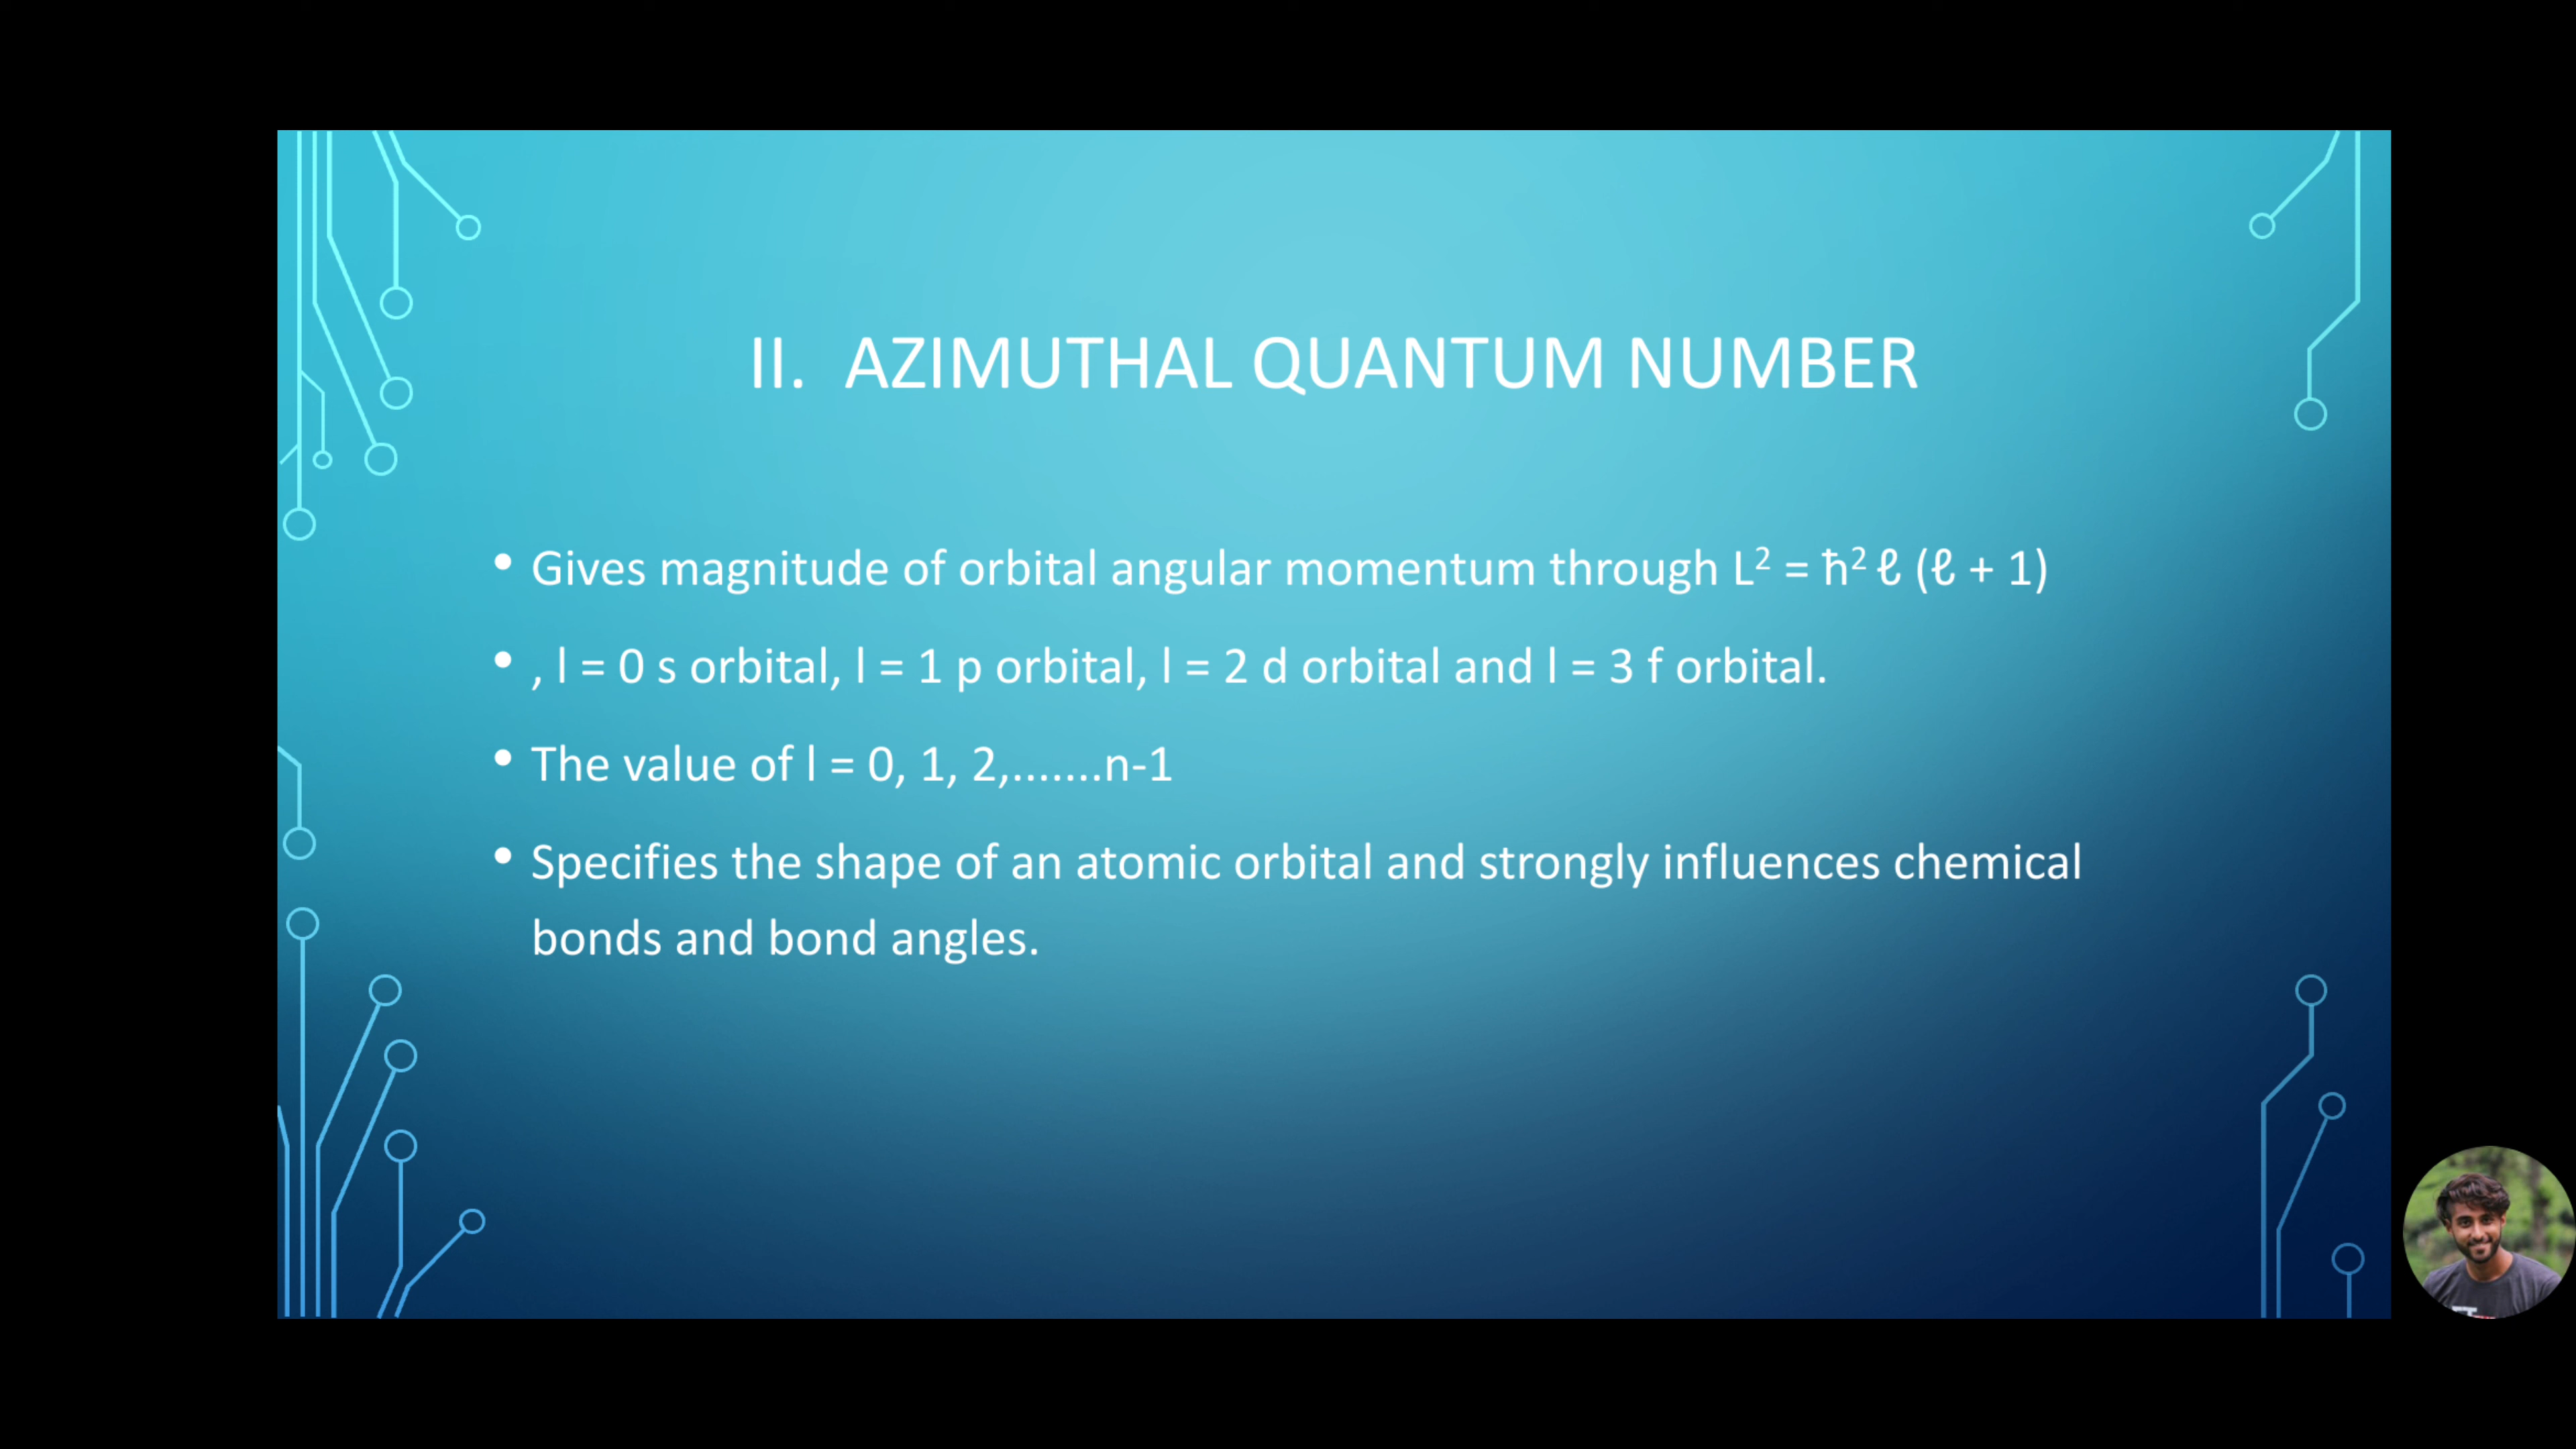 II. AZIMUTHAL QUANTUM NUMBER
• Gives magnitude of orbital angular momentum through L² = ħ² ℓ (ℓ + 1)
• , l = 0 s orbital, l = 1 p orbital, l = 2 d orbital and l = 3 f orbital.
• The value of l = 0, 1, 2,.......n-1
• Specifies the shape of an atomic orbital and strongly influences chemical
bonds and bond angles.